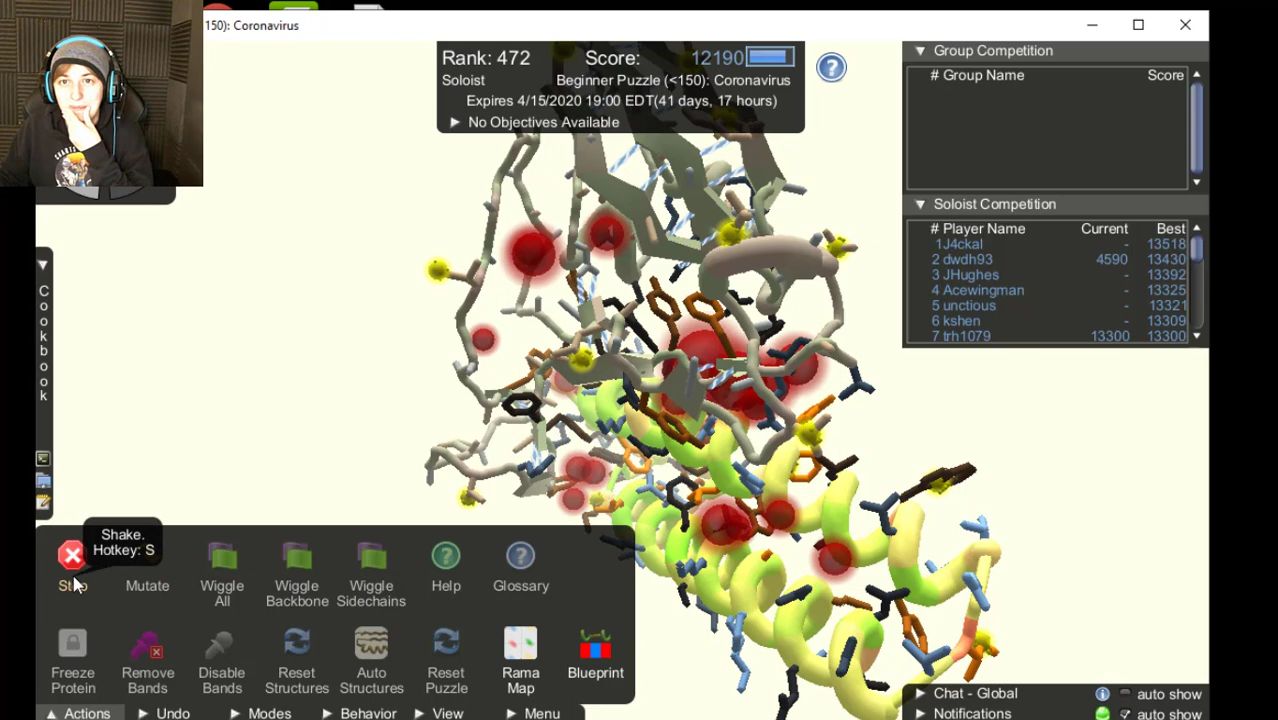 150): Coronavirus
Rank: 472 Score: 12190
Soloist Beginner Puzzle (<150): Coronavirus
Expires 4/15/2020 19:00 EDT(41 days, 17 hours)
No Objectives Available
?
Group Competition
# Group Name Score
Soloist Competition
# Player Name Current Best
1 J4ckal - 13518
2 dwdh93 4590 13430
3 JHughes - 13392
4 Acewingman - 13325
5 unctious - 13321
6 kshen - 13309
7 trh1079 13300 13300
Cookbook
Shake.
Hotkey: S
Stop Mutate Wiggle All Wiggle Backbone Wiggle Sidechains Help Glossary
Freeze Protein Remove Bands Disable Bands Reset Structures Auto Structures Reset Puzzle Rama Map Blueprint
Actions Undo Modes Behavior View Menu
Chat - Global auto show
Notifications auto show